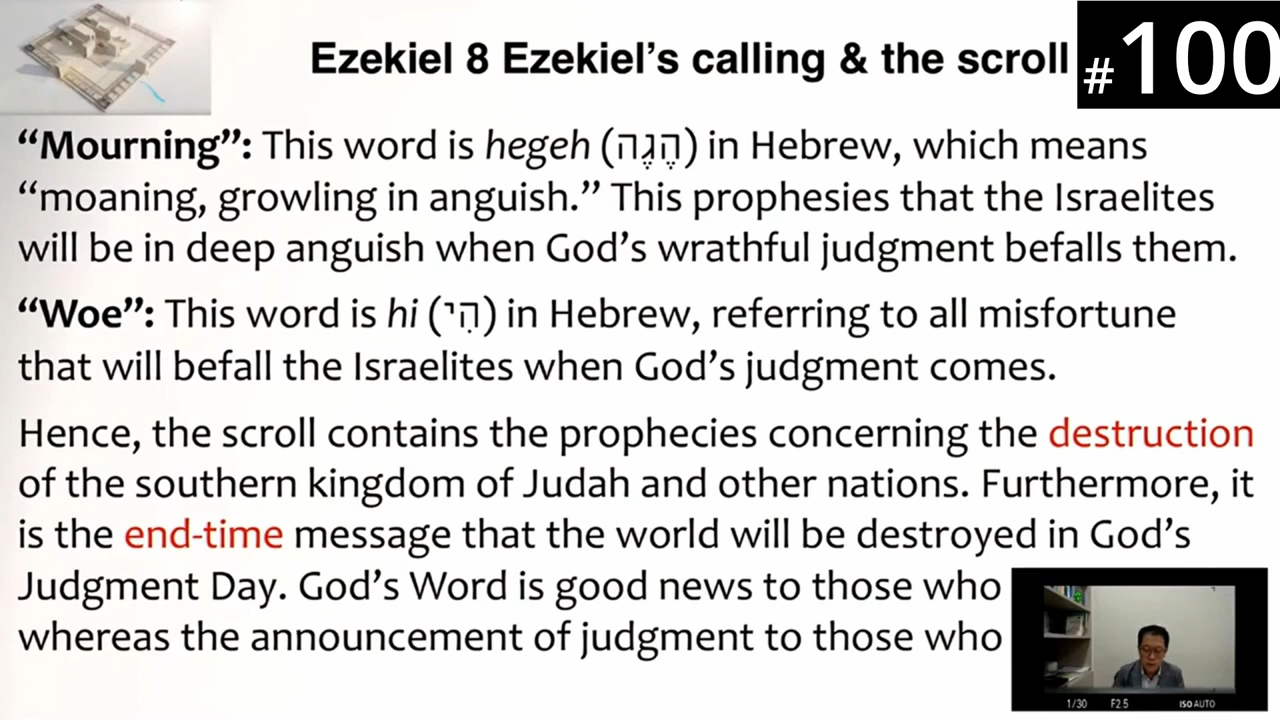 Ezekiel 8 Ezekiel’s calling & the scroll
#100
“Mourning”: This word is hegeh (הֶגֶה) in Hebrew, which means
“moaning, growling in anguish.” This prophesies that the Israelites
will be in deep anguish when God’s wrathful judgment befalls them.
“Woe”: This word is hi (הִי) in Hebrew, referring to all misfortune
that will befall the Israelites when God’s judgment comes.
Hence, the scroll contains the prophecies concerning the destruction
of the southern kingdom of Judah and other nations. Furthermore, it
is the end-time message that the world will be destroyed in God’s
Judgment Day. God’s Word is good news to those who
whereas the announcement of judgment to those who
1/30 F2.5 ISO AUTO